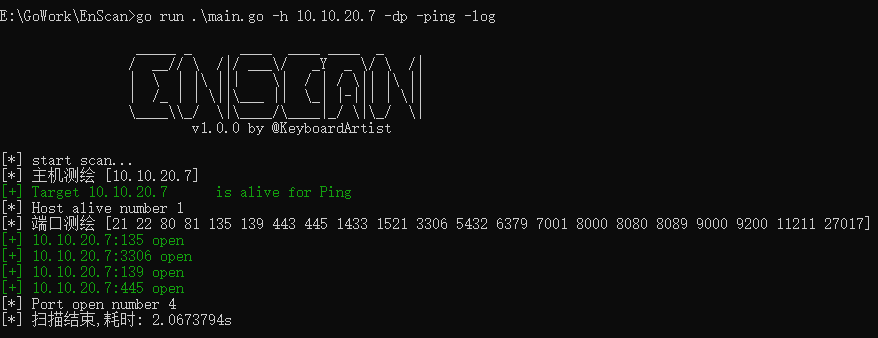 E:\GoWork\EnScan>go run .\main.go -h 10.10.20.7 -dp -ping -log
ENSCAN
v1.0.0 by @KeyboardArtist
[*] start scan...
[*] 主机测绘 [10.10.20.7]
[+] Target 10.10.20.7 is alive for Ping
[*] Host alive number 1
[*] 端口测绘 [21 22 80 81 135 139 443 445 1433 1521 3306 5432 6379 7001 8000 8080 8089 9000 9200 11211 27017]
[+] 10.10.20.7:135 open
[+] 10.10.20.7:3306 open
[+] 10.10.20.7:139 open
[+] 10.10.20.7:445 open
[*] Port open number 4
[*] 扫描结束,耗时: 2.0673794s